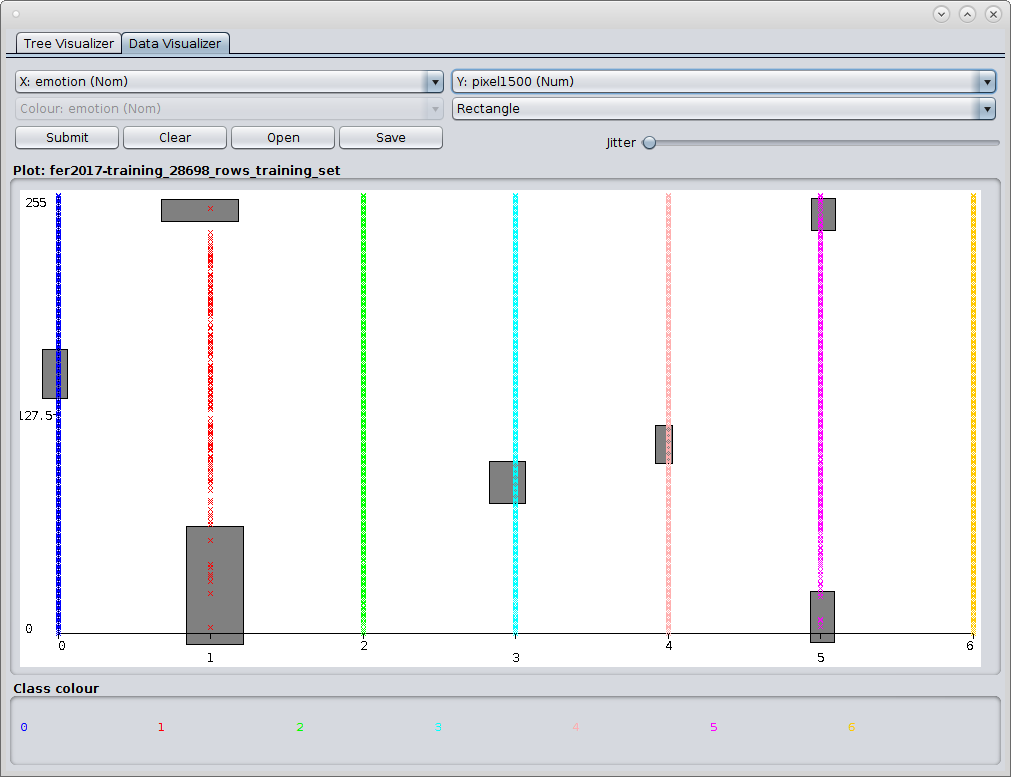 Tree Visualizer Data Visualizer
X: emotion (Nom) Y: pixel1500 (Num)
Colour: emotion (Nom) Rectangle
Submit Clear Open Save Jitter
Plot: fer2017-training_28698_rows_training_set
255
127.5
0
0 1 2 3 4 5 6
Class colour
0 1 2 3 4 5 6